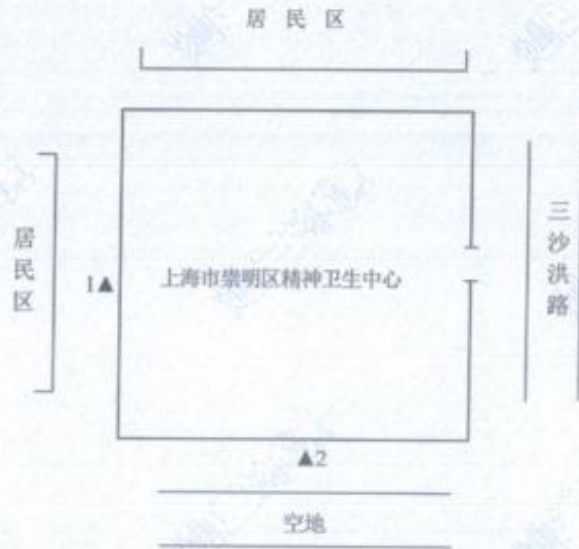 居民区
居民区
三沙洪路
1▲
上海市崇明区精神卫生中心
▲2
空地